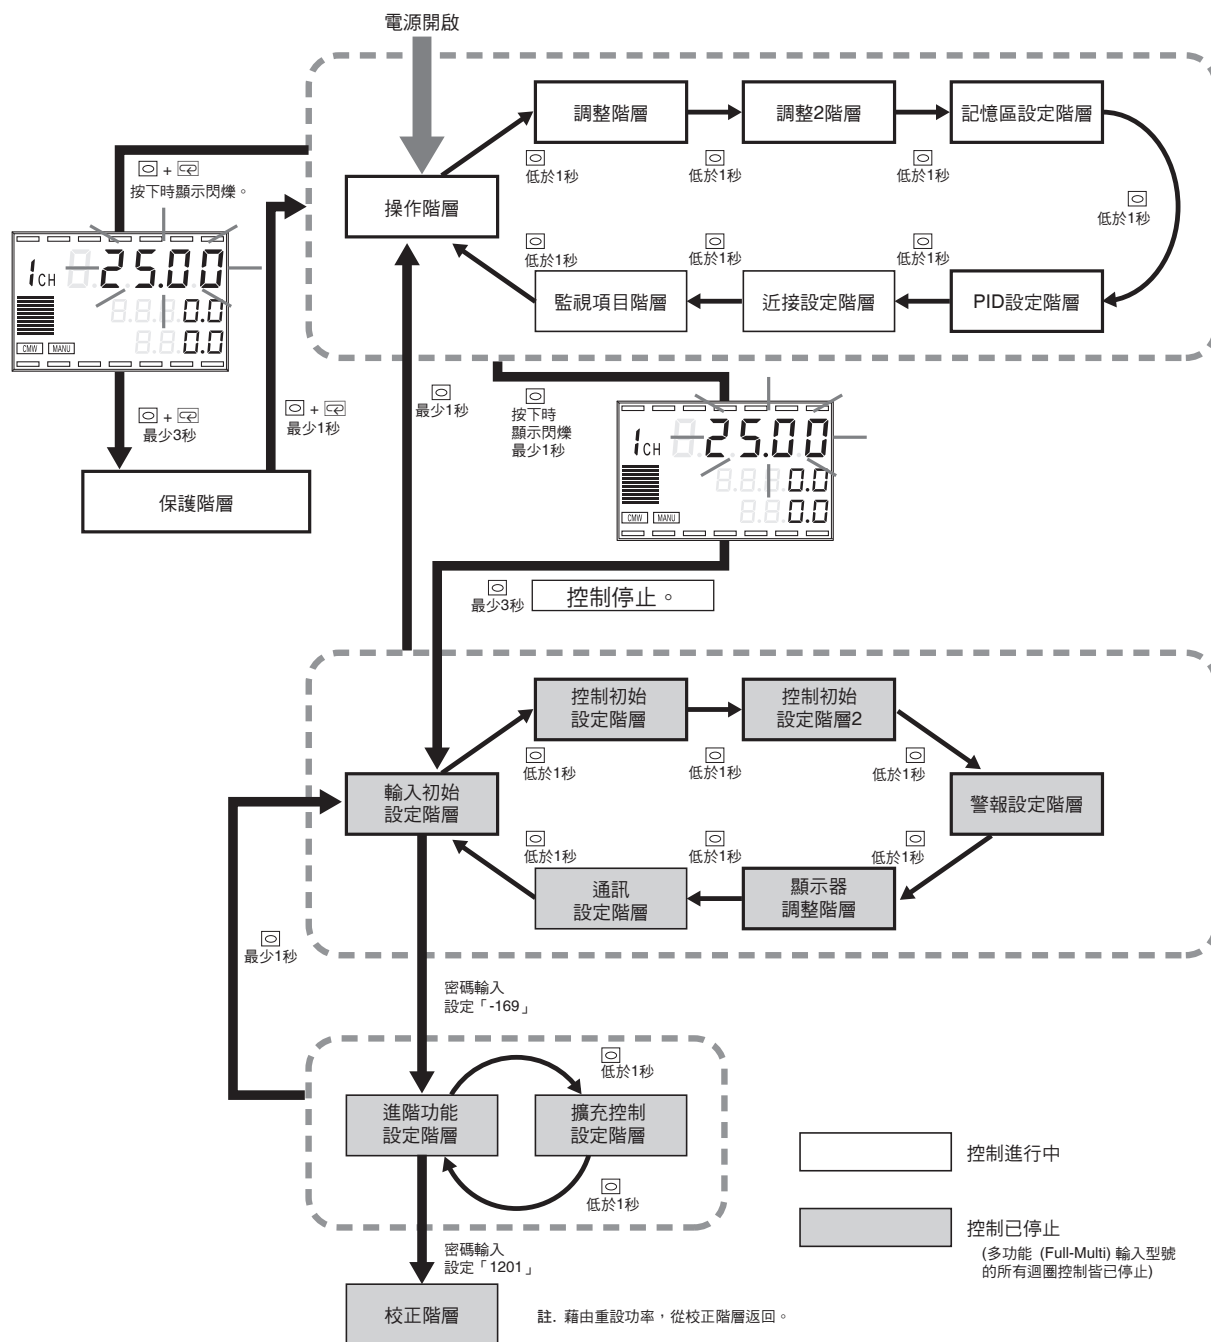 電源開啟
調整階層
調整2階層
記憶區設定階層
低於1秒
低於1秒
低於1秒
低於1秒
操作階層
低於1秒
低於1秒
低於1秒
監視項目階層
近接設定階層
PID設定階層
+
按下時顯示閃爍。
1CH 8.25.00
8.8.8.0.0
8.8.0.0
CMW MANU
+
最少3秒
+
最少1秒
保護階層
最少1秒
按下時
顯示閃爍
最少1秒
1CH 8.25.00
8.8.8.0.0
8.8.0.0
CMW MANU
最少3秒
控制停止。
控制初始
設定階層
控制初始
設定階層2
低於1秒
低於1秒
低於1秒
輸入初始
設定階層
警報設定階層
低於1秒
低於1秒
低於1秒
通訊
設定階層
顯示器
調整階層
最少1秒
密碼輸入
設定「-169」
低於1秒
進階功能
設定階層
擴充控制
設定階層
低於1秒
密碼輸入
設定「1201」
校正階層
註. 藉由重設功率，從校正階層返回。
控制進行中
控制已停止
(多功能 (Full-Multi) 輸入型號
的所有迴圈控制皆已停止)